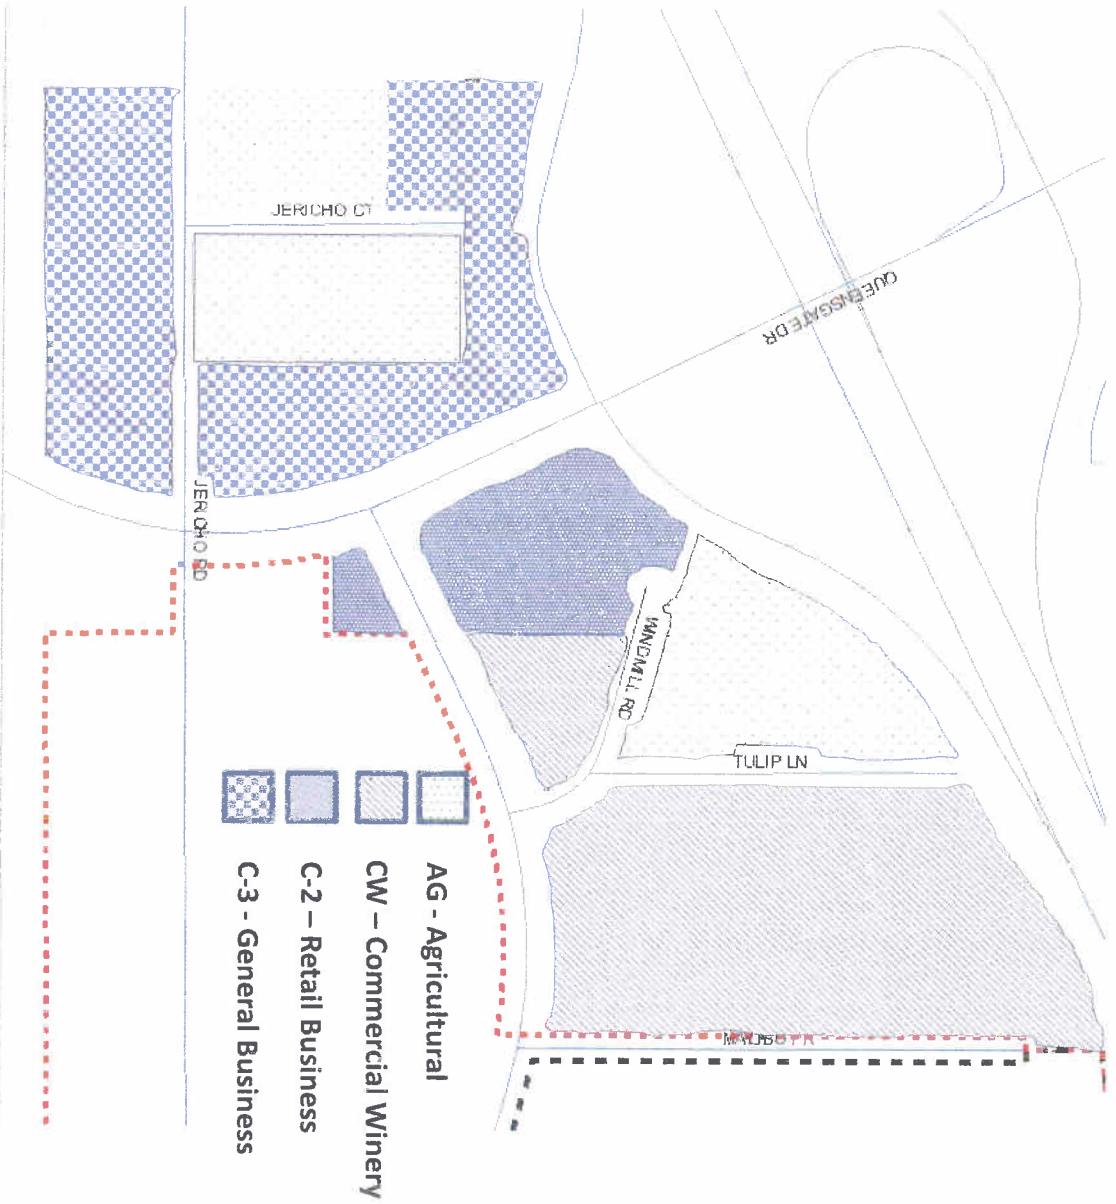 JERICHO CT
QUEENSGATE DR
JERICHO RD
WINDMILL RD
TULIP LN
AG - Agricultural
CW – Commercial Winery
C-2 – Retail Business
C-3 - General Business